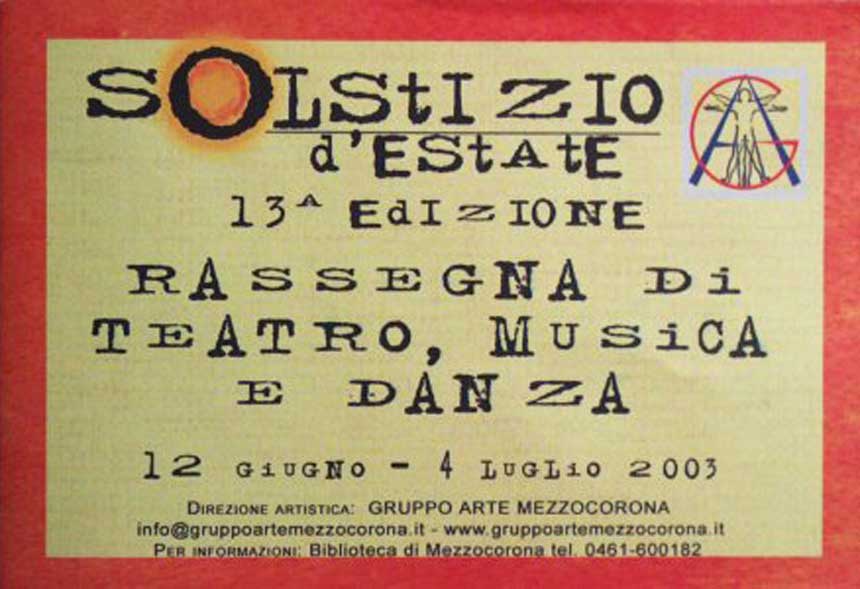 SOLStIZIO
d'EStAtE
13ᴬ EdIZIONE
RASSEGNA Di
TEATRO, MUSiCA
E DANZA
12 GIUGNO - 4 LUGLIO 2003
DIREZIONE ARTISTICA: GRUPPO ARTE MEZZOCORONA
info@gruppoartemezzocorona.it - www.gruppoartemezzocorona.it
PER INFORMAZIONI: Biblioteca di Mezzocorona tel. 0461-600182